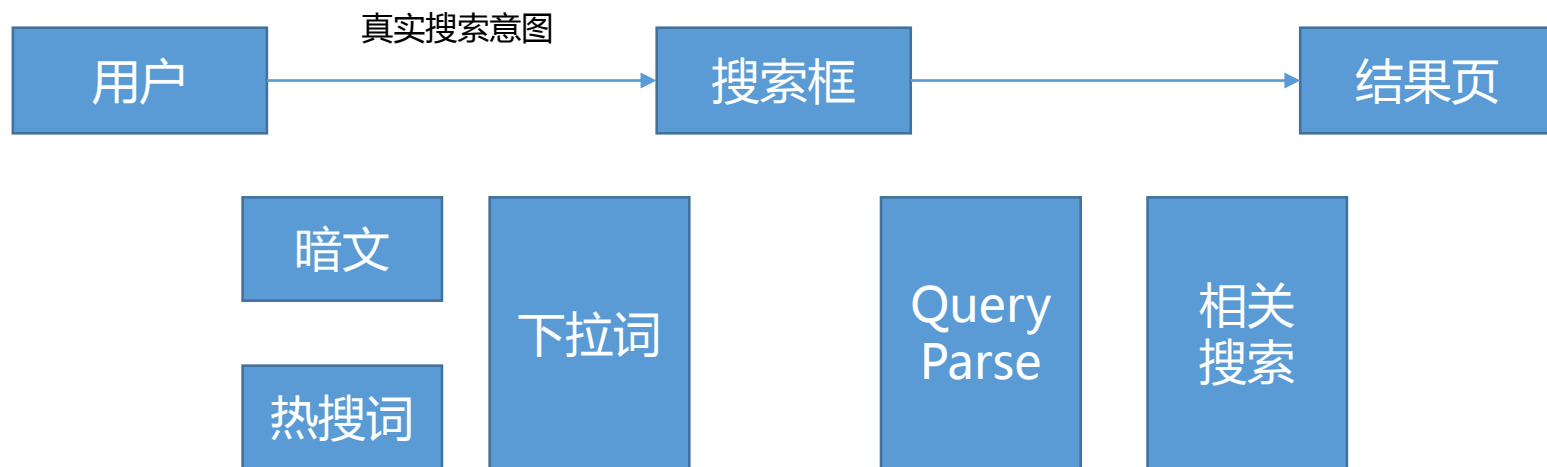 真实搜索意图
用户
搜索框
结果页
暗文
热搜词
下拉词
Query
Parse
相关
搜索